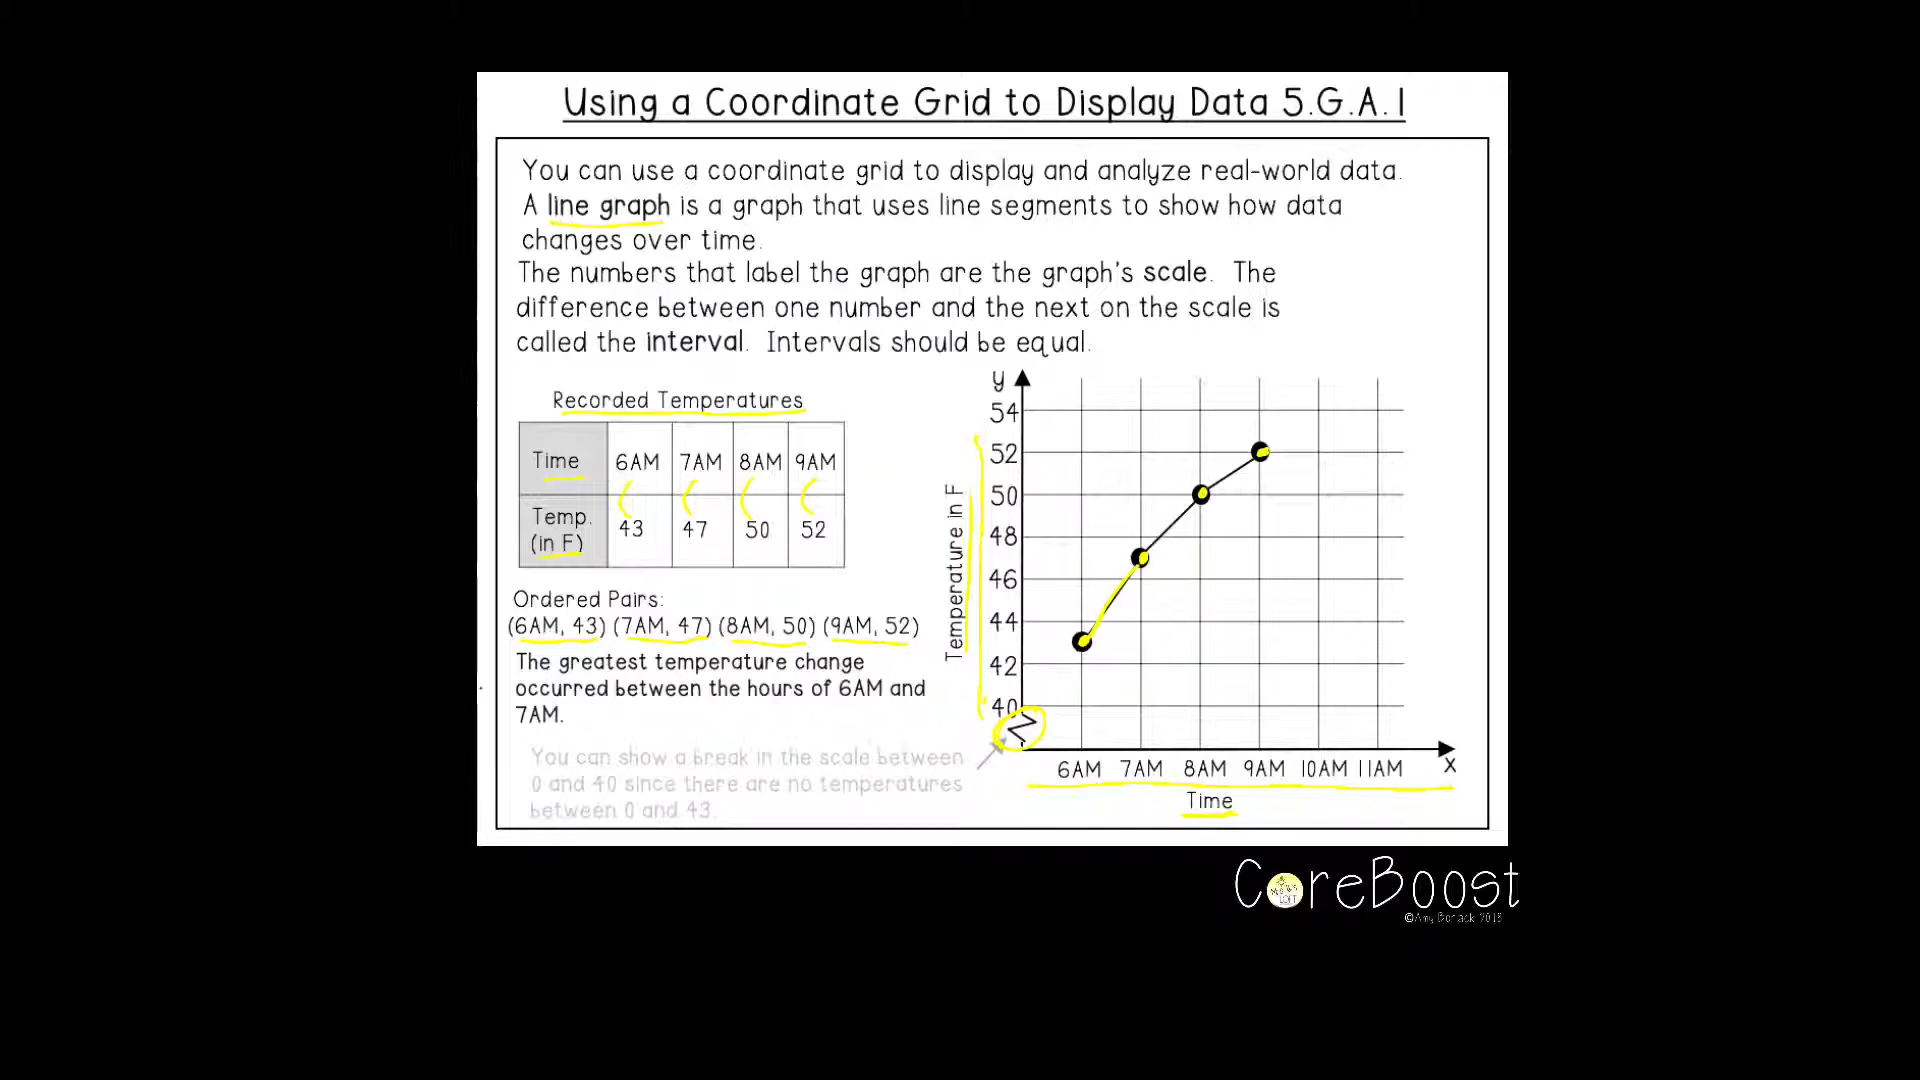 Using a Coordinate Grid to Display Data 5.G.A.1
You can use a coordinate grid to display and analyze real-world data.
A line graph is a graph that uses line segments to show how data
changes over time.
The numbers that label the graph are the graph's scale. The
difference between one number and the next on the scale is
called the interval. Intervals should be equal.
Recorded Temperatures
Time 6AM 7AM 8AM 9AM
Temp. (in F) 43 47 50 52
Ordered Pairs:
(6AM, 43) (7AM, 47) (8AM, 50) (9AM, 52)
The greatest temperature change
occurred between the hours of 6AM and
7AM.
You can show a break in the scale between
0 and 40 since there are no temperatures
between 0 and 43.
y
54
52
50
48
46
44
42
40
Temperature in F
6AM 7AM 8AM 9AM 10AM 11AM x
Time
CoreBoost